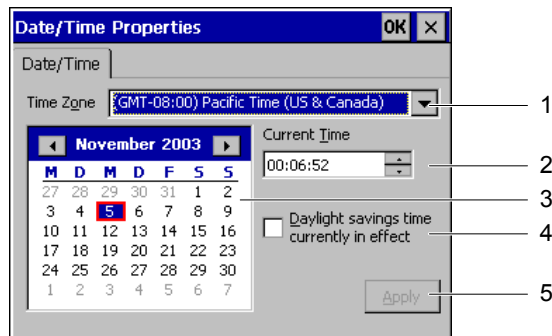 Date/Time Properties OK ×
Date/Time
Time Zone (GMT-08:00) Pacific Time (US & Canada) 1
November 2003
M D M D F S S
27 28 29 30 31 1 2
3 4 5 6 7 8 9
10 11 12 13 14 15 16
17 18 19 20 21 22 23
24 25 26 27 28 29 30
1 2 3 4 5 6 7
Current Time
00:06:52 2
3
Daylight savings time
currently in effect 4
Apply 5